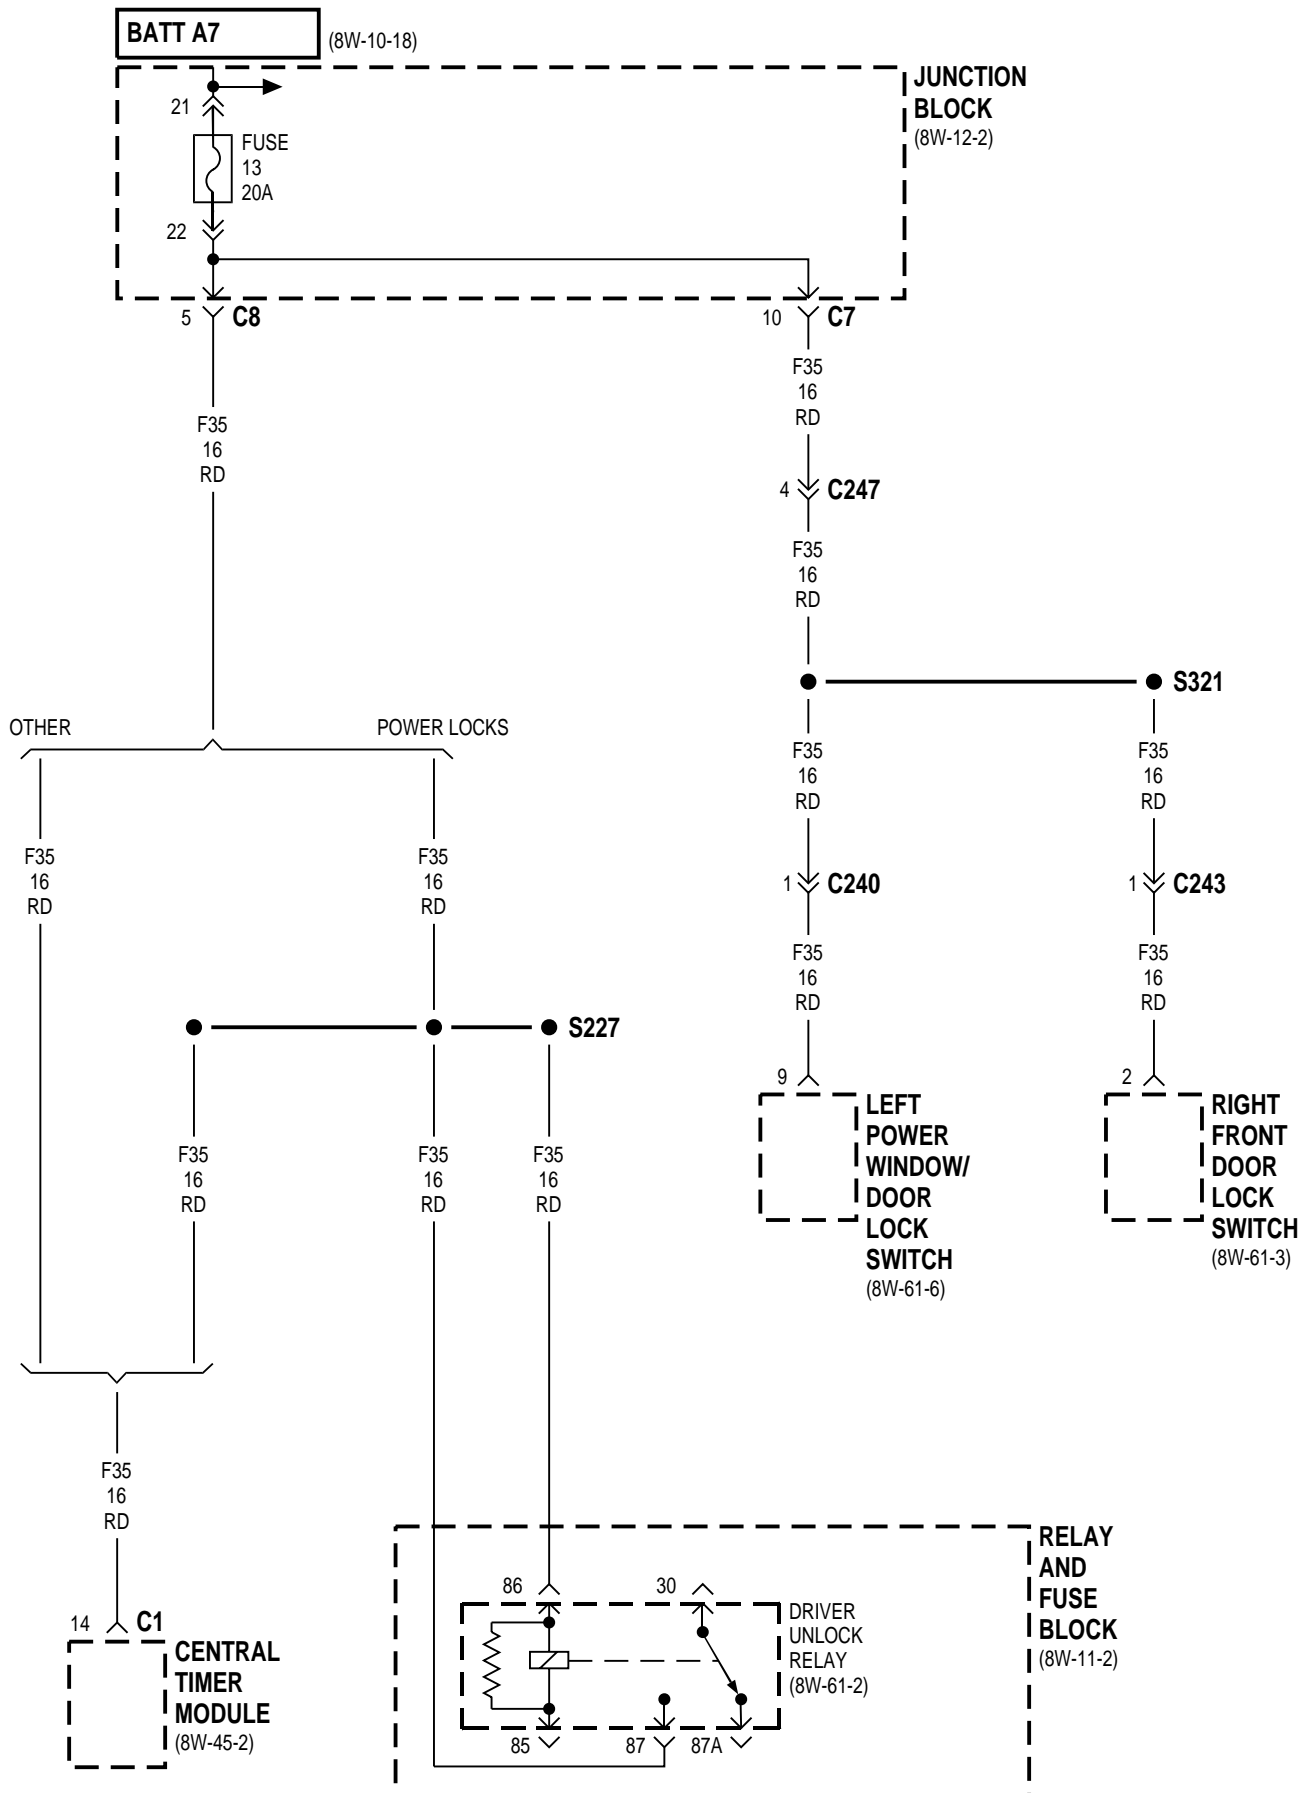 BATT A7
(8W-10-18)
JUNCTION
BLOCK
(8W-12-2)
21
FUSE
13
20A
22
5
C8
10
C7
F35
16
RD
F35
16
RD
4
C247
F35
16
RD
S321
OTHER
POWER LOCKS
F35
16
RD
F35
16
RD
F35
16
RD
F35
16
RD
1
C240
1
C243
F35
16
RD
F35
16
RD
S227
9
2
LEFT
POWER
WINDOW/
DOOR
LOCK
SWITCH
(8W-61-6)
RIGHT
FRONT
DOOR
LOCK
SWITCH
(8W-61-3)
F35
16
RD
F35
16
RD
F35
16
RD
F35
16
RD
14
C1
CENTRAL
TIMER
MODULE
(8W-45-2)
RELAY
AND
FUSE
BLOCK
(8W-11-2)
86
30
DRIVER
UNLOCK
RELAY
(8W-61-2)
85
87
87A